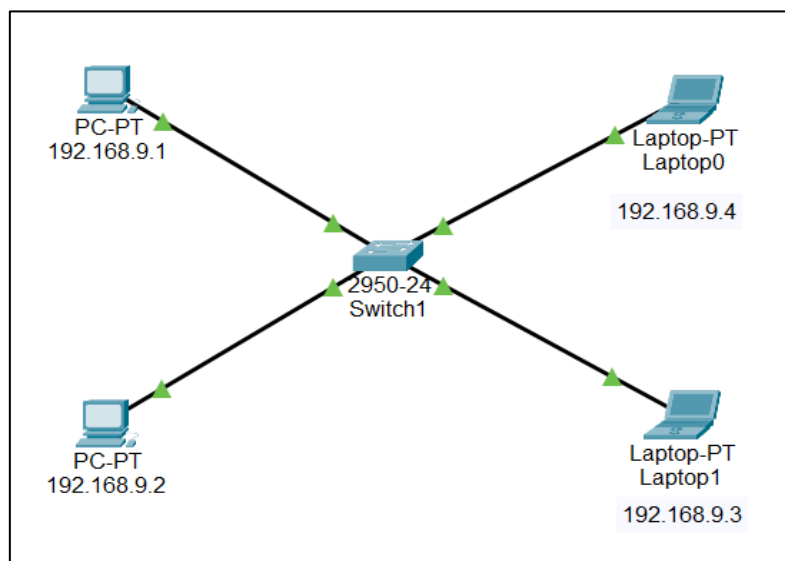 PC-PT
192.168.9.1
Laptop-PT
Laptop0
192.168.9.4
2950-24
Switch1
PC-PT
192.168.9.2
Laptop-PT
Laptop1
192.168.9.3